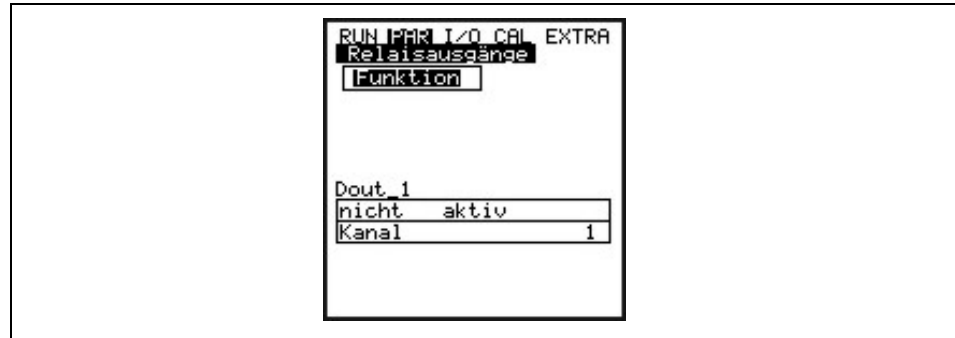 RUN PAR I/O CAL EXTRA
Relaisausgänge
Funktion
Dout_1
nicht aktiv
Kanal 1